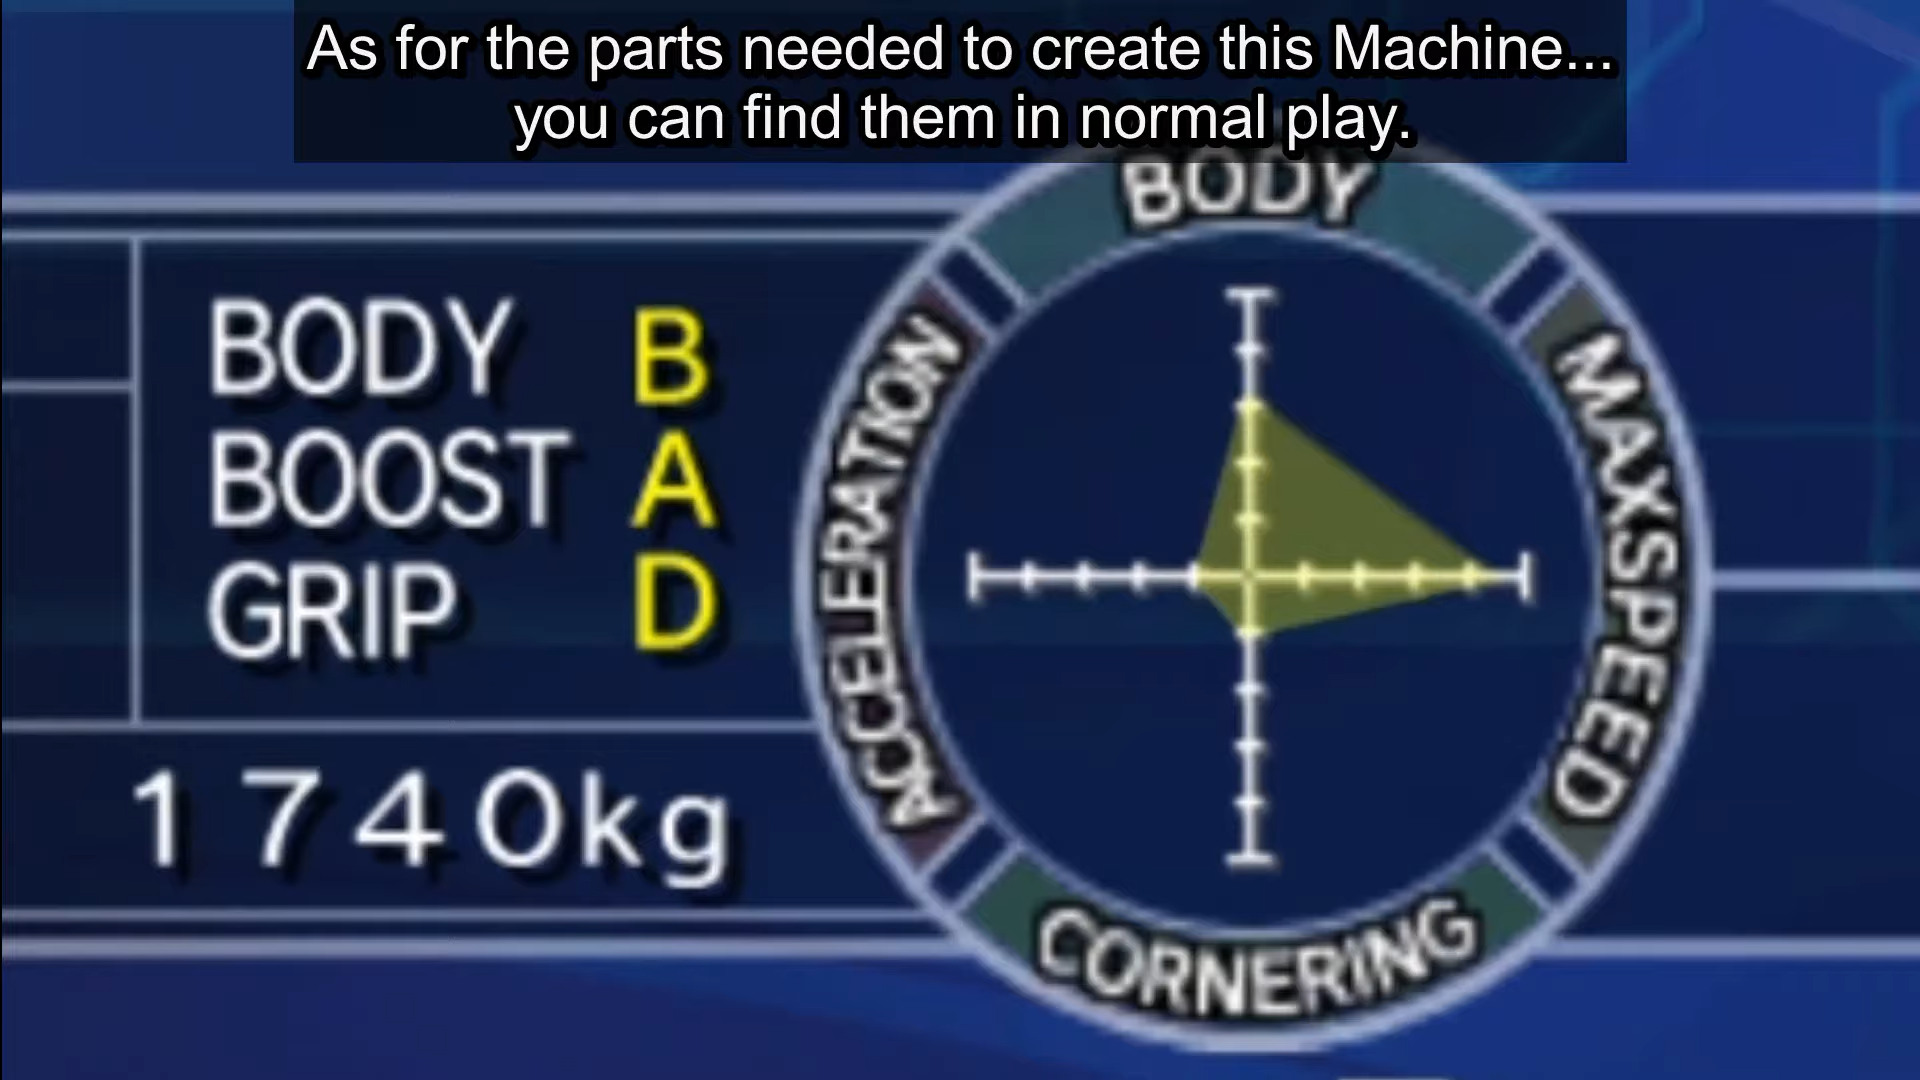 As for the parts needed to create this Machine...
you can find them in normal play.
BODY B
BOOST A
GRIP D
1740kg
BODY
MAXSPEED
ACCELERATION
CORNERING